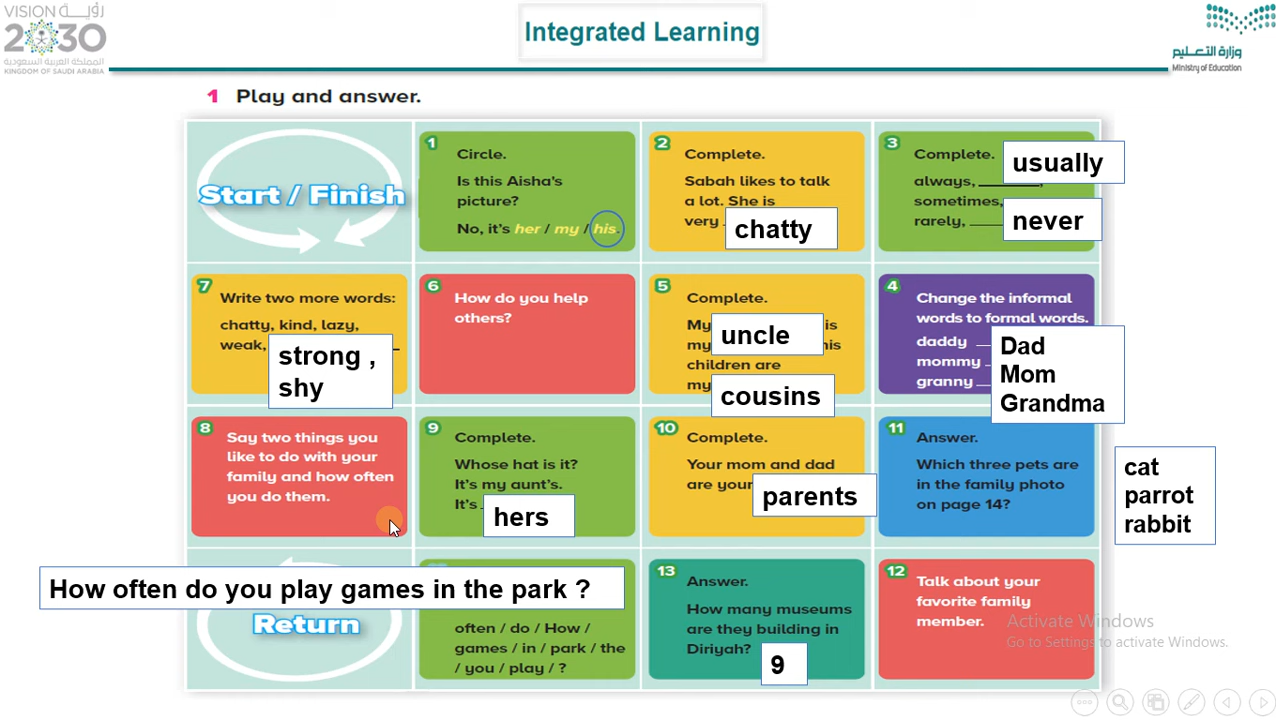 VISION رؤية
2030
المملكة العربية السعودية
KINGDOM OF SAUDI ARABIA
Integrated Learning
وزارة التعليم
Ministry of Education
1 Play and answer.
Start / Finish
1
Circle.
Is this Aisha's
picture?
No, it's her / my / his.
2
Complete.
Sabah likes to talk
a lot. She is
very
chatty
3
Complete.
always, ________,
sometimes,
rarely, ____
usually
never
7
Write two more words:
chatty, kind, lazy,
weak,
strong ,
shy
6
How do you help
others?
5
Complete.
My
is
my
his
children are
my
uncle
cousins
4
Change the informal
words to formal words.
daddy
mommy
granny
Dad
Mom
Grandma
8
Say two things you
like to do with your
family and how often
you do them.
9
Complete.
Whose hat is it?
It's my aunt's.
It's
hers
10
Complete.
Your mom and dad
are your
parents
11
Answer.
Which three pets are
in the family photo
on page 14?
cat
parrot
rabbit
How often do you play games in the park ?
Return
often / do / How /
games / in / park / the
/ you / play / ?
13
Answer.
How many museums
are they building in
Diriyah?
9
12
Talk about your
favorite family
member.
Activate Windows
Go to Settings to activate Windows.